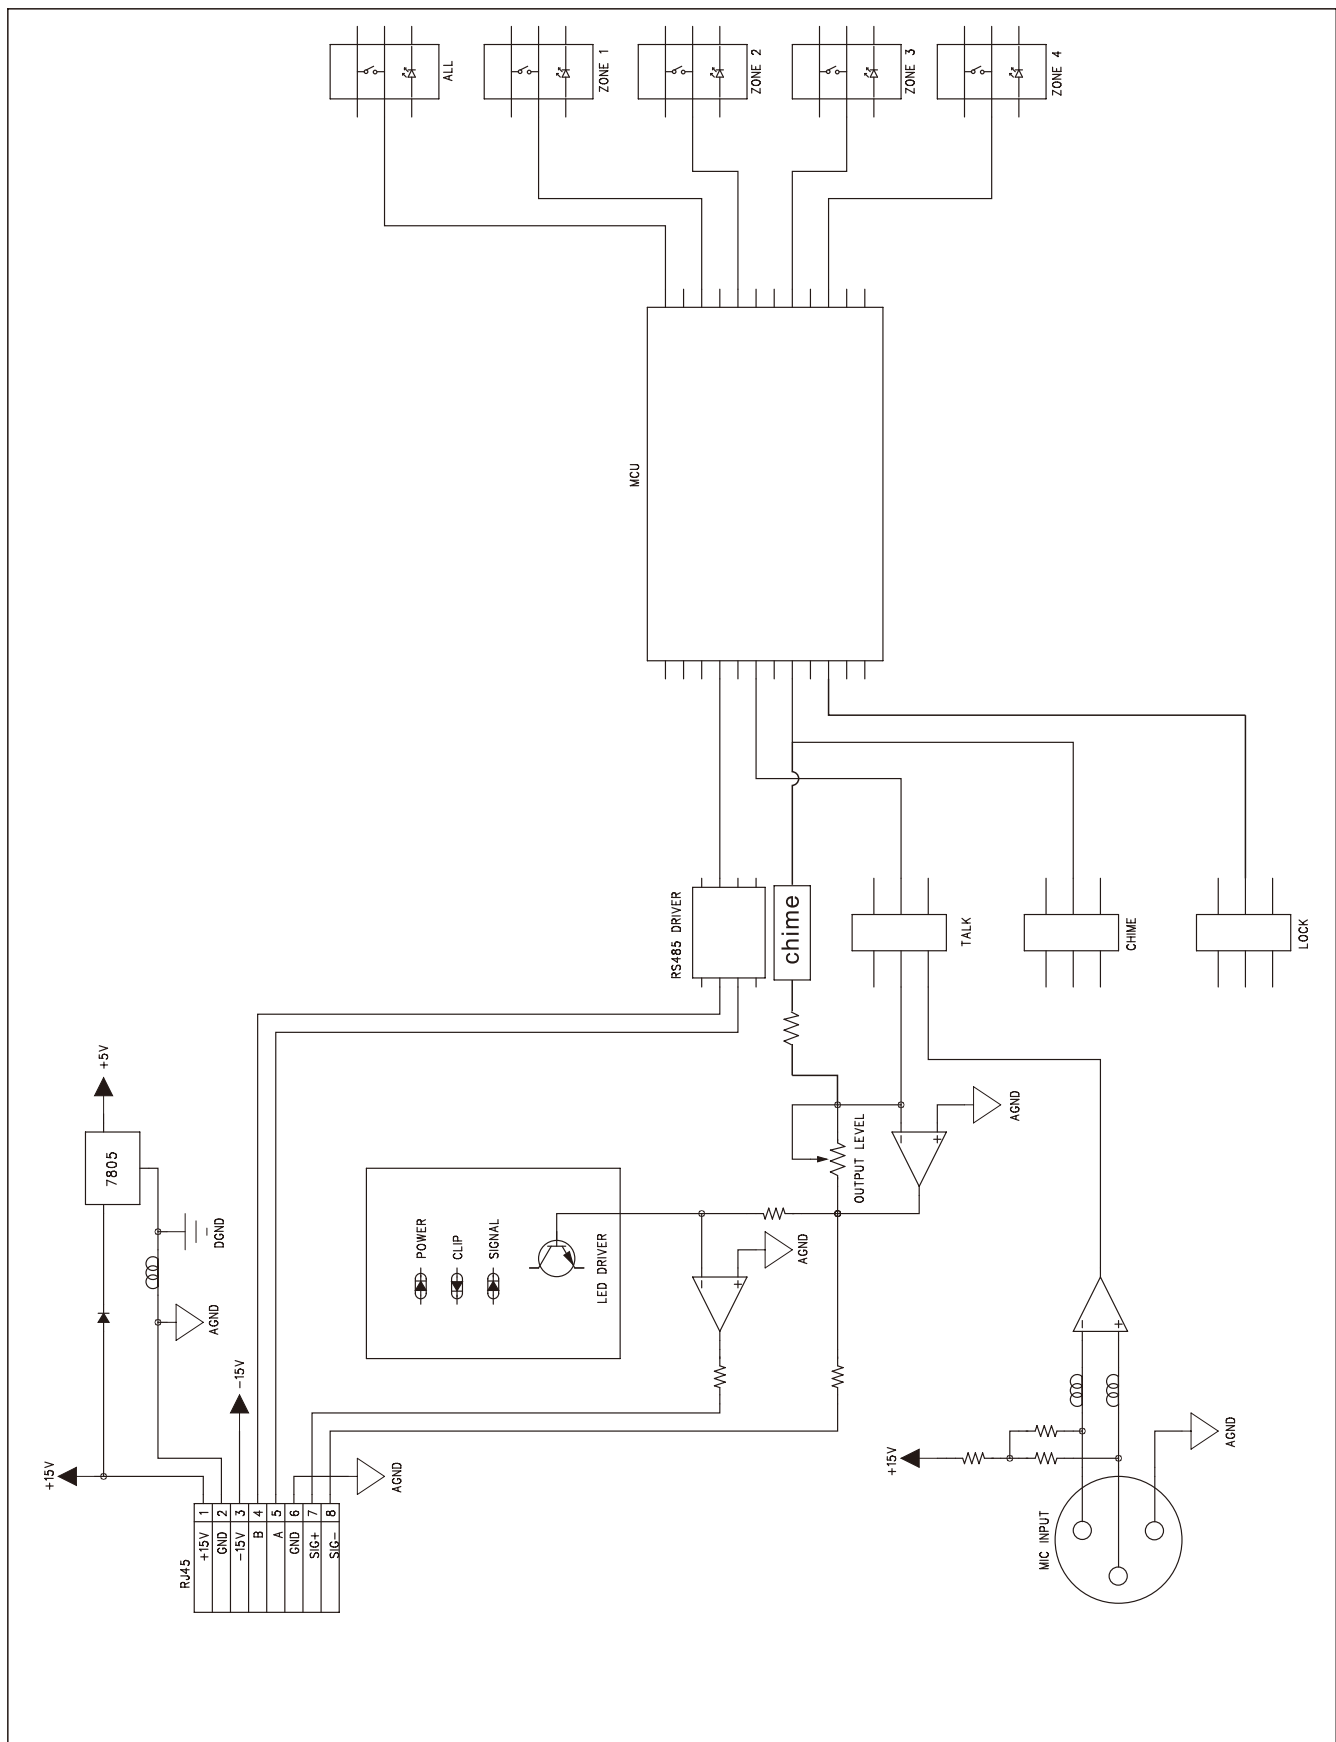 ALL
ZONE 1
ZONE 2
ZONE 3
ZONE 4
MCU
RS485 DRIVER
chime
TALK
CHIME
LOCK
+5V
7805
DGND
AGND
-15V
+15V
POWER
CLIP
SIGNAL
LED DRIVER
OUTPUT LEVEL
- +
AGND
- +
AGND
- +
+15V
AGND
MIC INPUT
AGND
RJ45
+15V 1
GND 2
-15V 3
B 4
A 5
GND 6
SIG+ 7
SIG- 8